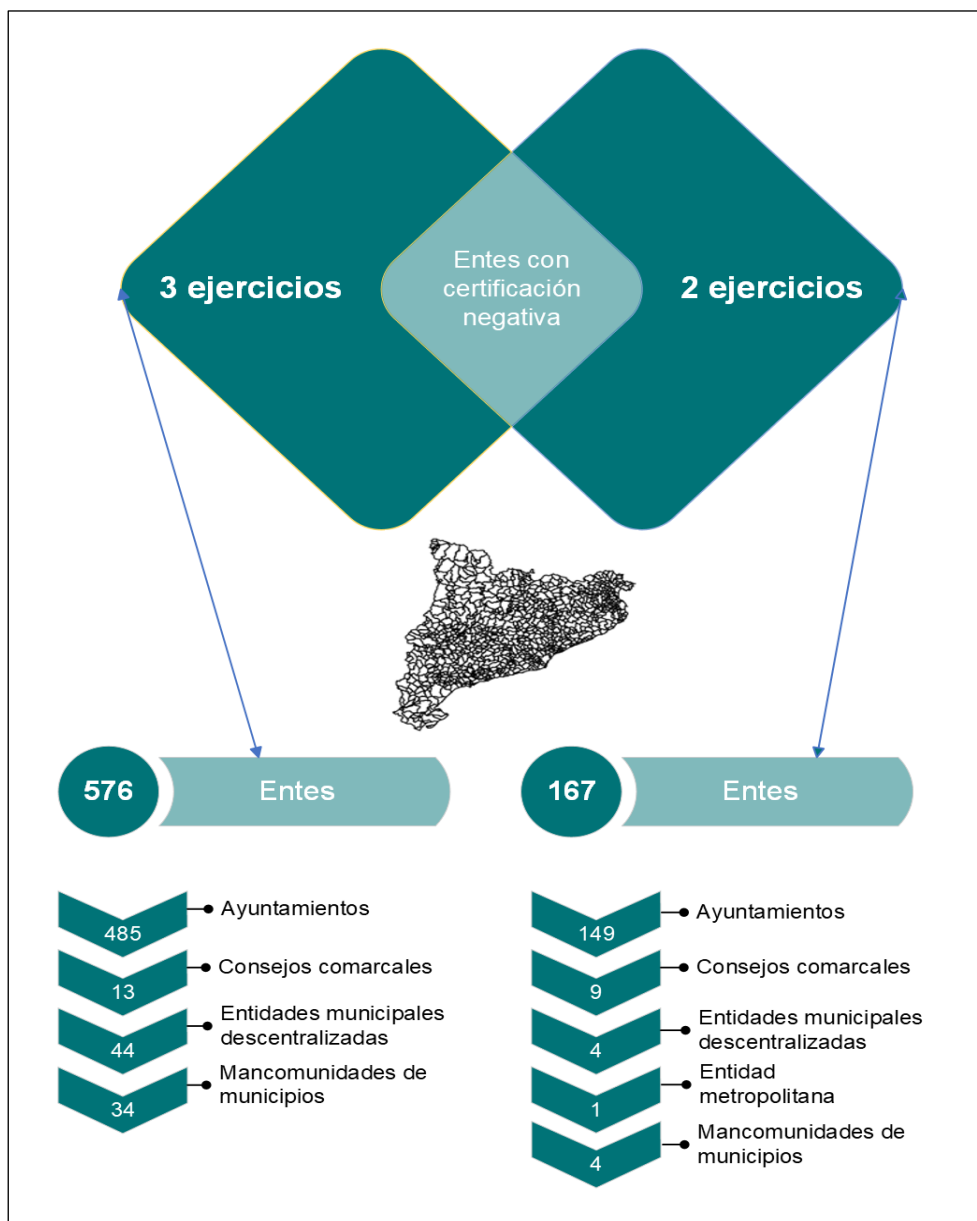 3 ejercicios
Entes con
certificación
negativa
2 ejercicios
576
Entes
485
Ayuntamientos
13
Consejos comarcales
44
Entidades municipales
descentralizadas
34
Mancomunidades de
municipios
167
Entes
149
Ayuntamientos
9
Consejos comarcales
4
Entidades municipales
descentralizadas
1
Entidad
metropolitana
4
Mancomunidades de
municipios